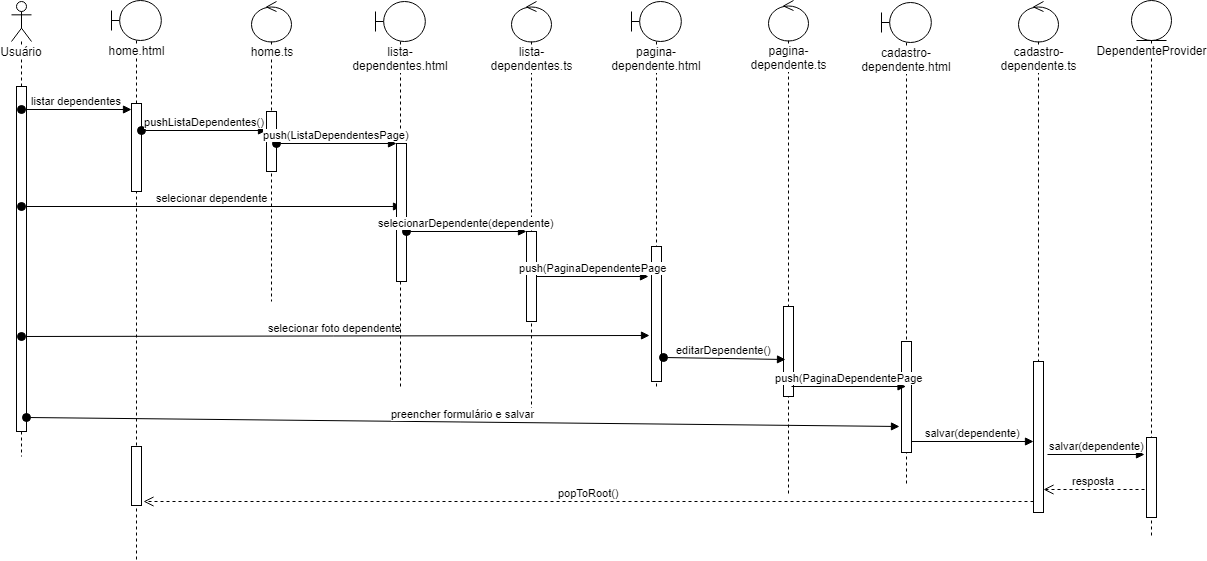 Usuário
home.html
home.ts
lista-
dependentes.html
lista-
dependentes.ts
pagina-
dependente.html
pagina-
dependente.ts
cadastro-
dependente.html
cadastro-
dependente.ts
DependenteProvider
listar dependentes
pushListaDependentes()
push(ListaDependentesPage)
selecionar dependente
selecionarDependente(dependente)
push(PaginaDependentePage
selecionar foto dependente
editarDependente()
push(PaginaDependentePage
preencher formulário e salvar
salvar(dependente)
salvar(dependente)
resposta
popToRoot()